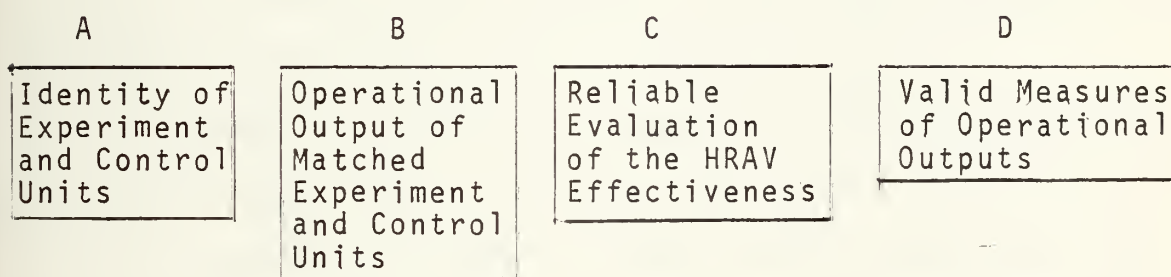 A B C D
Identity of
Experiment
and Control
Units
Operational
Output of
Matched
Experiment
and Control
Units
Reliable
Evaluation
of the HRAV
Effectiveness
Valid Measures
of Operational
Outputs